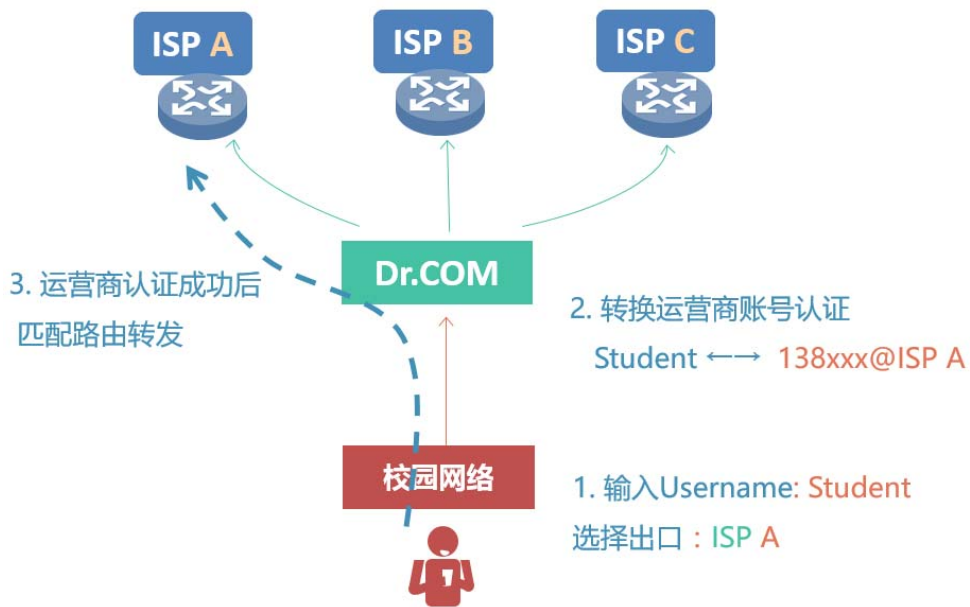 ISP A
ISP B
ISP C
Dr.COM
3. 运营商认证成功后
匹配路由转发
2. 转换运营商账号认证
Student ←→ 138xxx@ISP A
校园网络
1. 输入Username: Student
选择出口：ISP A